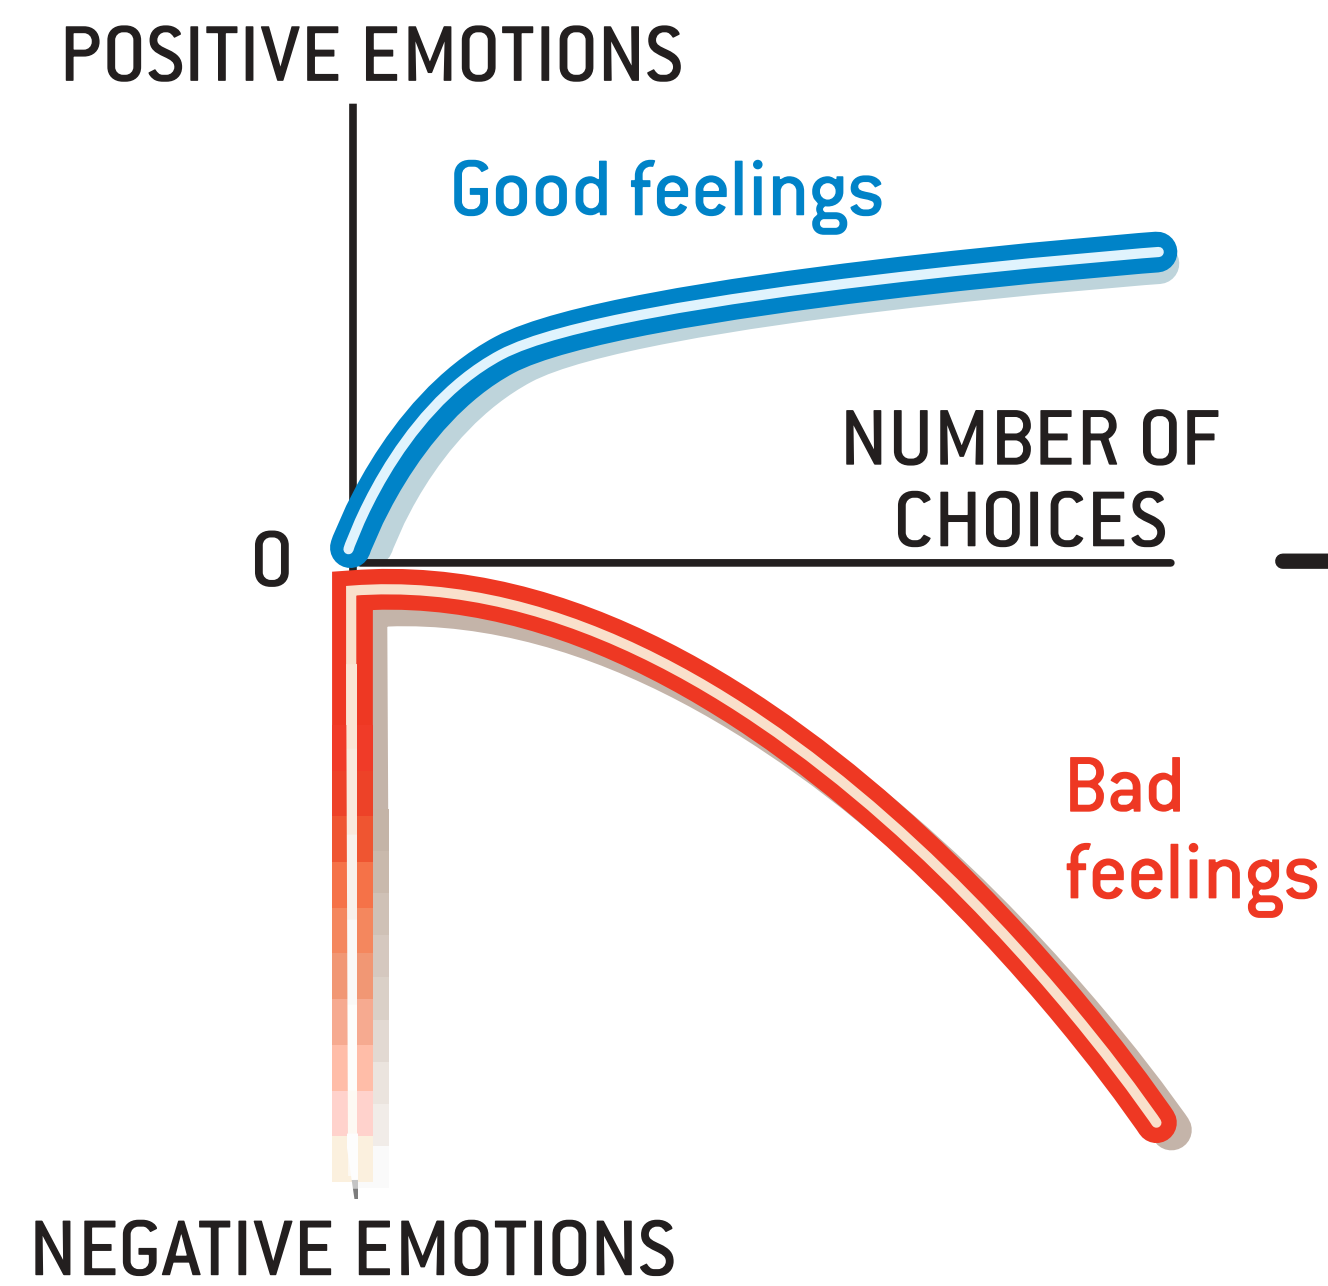 POSITIVE EMOTIONS
Good feelings
NUMBER OF
CHOICES
0
Bad
feelings
NEGATIVE EMOTIONS